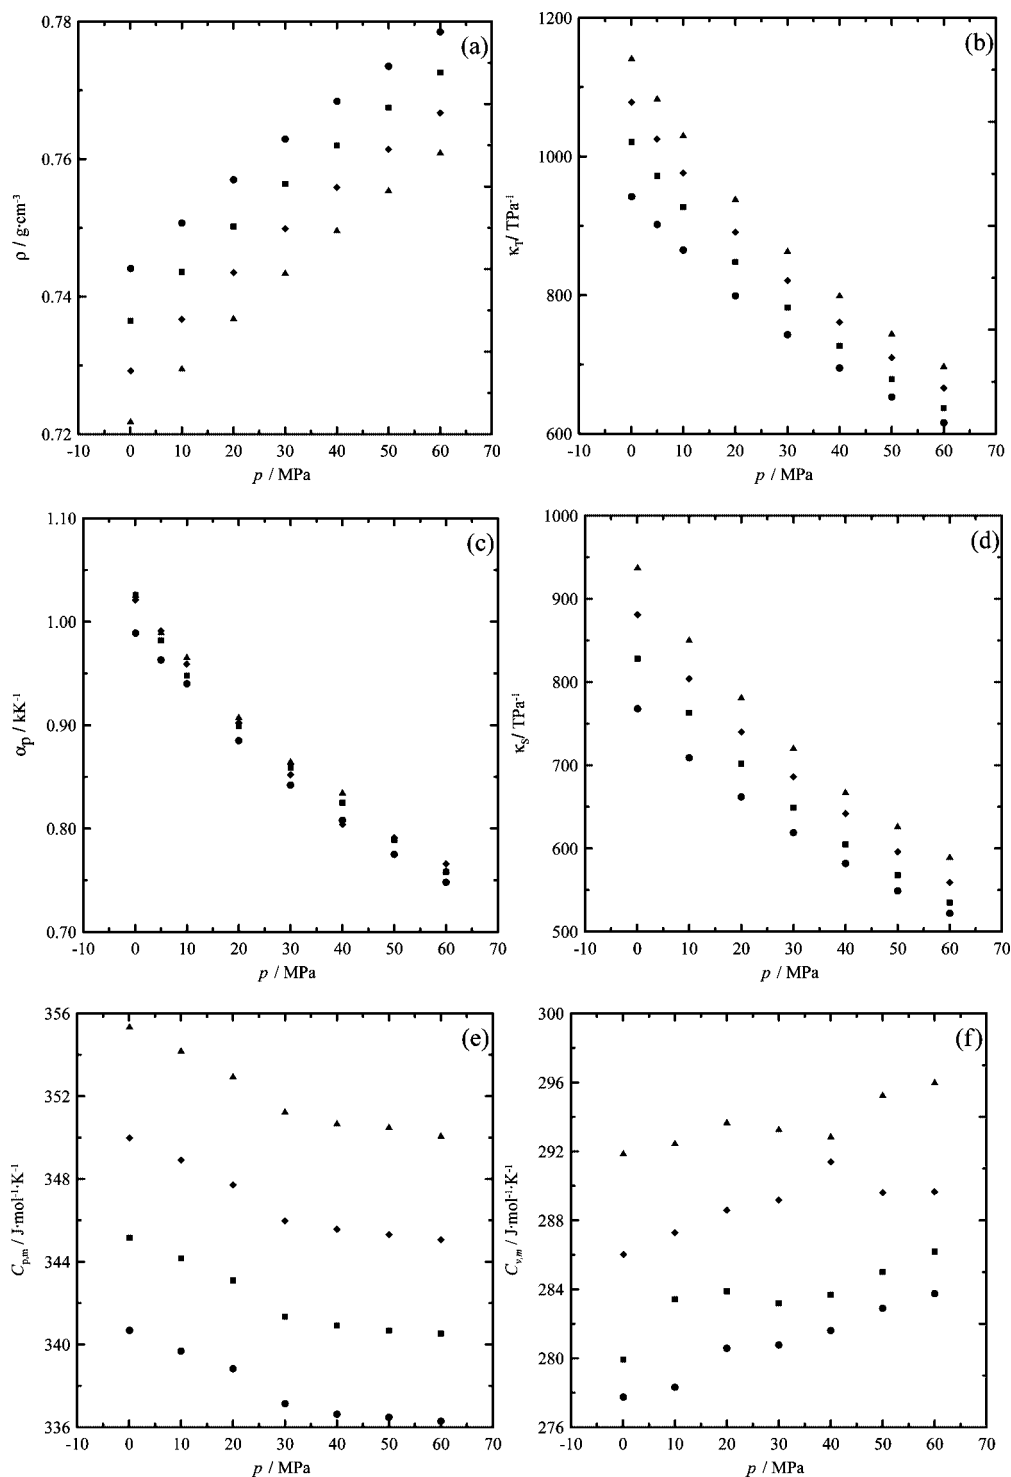 0.78
0.76
0.74
0.72
ρ / g·cm⁻³
(a)
-10 0 10 20 30 40 50 60 70
p / MPa
1200
1000
800
600
κT/ TPa⁻¹
(b)
-10 0 10 20 30 40 50 60 70
p / MPa
1.10
1.00
0.90
0.80
0.70
αp / kK⁻¹
(c)
-10 0 10 20 30 40 50 60 70
p / MPa
1000
900
800
700
600
500
κS/ TPa⁻¹
(d)
-10 0 10 20 30 40 50 60 70
p / MPa
356
352
348
344
340
336
Cp,m / J·mol⁻¹·K⁻¹
(e)
-10 0 10 20 30 40 50 60 70
p / MPa
300
296
292
288
284
280
276
Cv,m / J·mol⁻¹·K⁻¹
(f)
-10 0 10 20 30 40 50 60 70
p / MPa